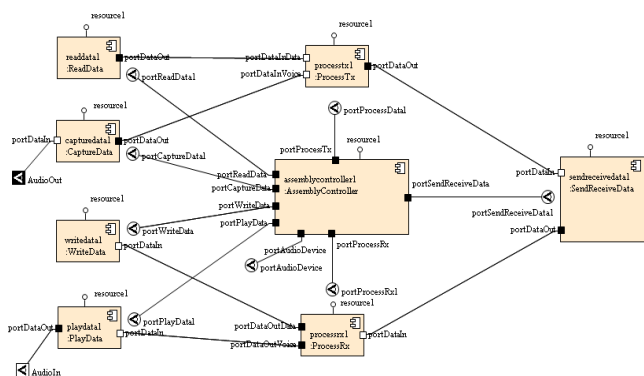 resource1
readdata1
:ReadData
portDataOut
portReadData1
resource1
portDataIn
capturedata1
:CaptureData
portDataOut
portCaptureData1
AudioOut
resource1
writedata1
:WriteData
portWriteData
portDataIn
resource1
portDataOut
playdata1
:PlayData
portDataIn
portPlayData1
AudioIn
resource1
portDataInData
portDataInVoice
processtx1
:ProcessTx
portDataOut
portProcessData1
portProcessTx
resource1
portReadData
portCaptureData
portWriteData
portPlayData
assemblycontroller1
:AssemblyController
portSendReceiveData
portAudioDevice
portProcessRx
portAudioDevice
portProcessRx1
resource1
portDataOutData
portDataOutVoice
processrx1
:ProcessRx
portDataIn
resource1
portDataIn
sendreceivedata1
:SendReceiveData
portSendReceiveData1
portDataOut